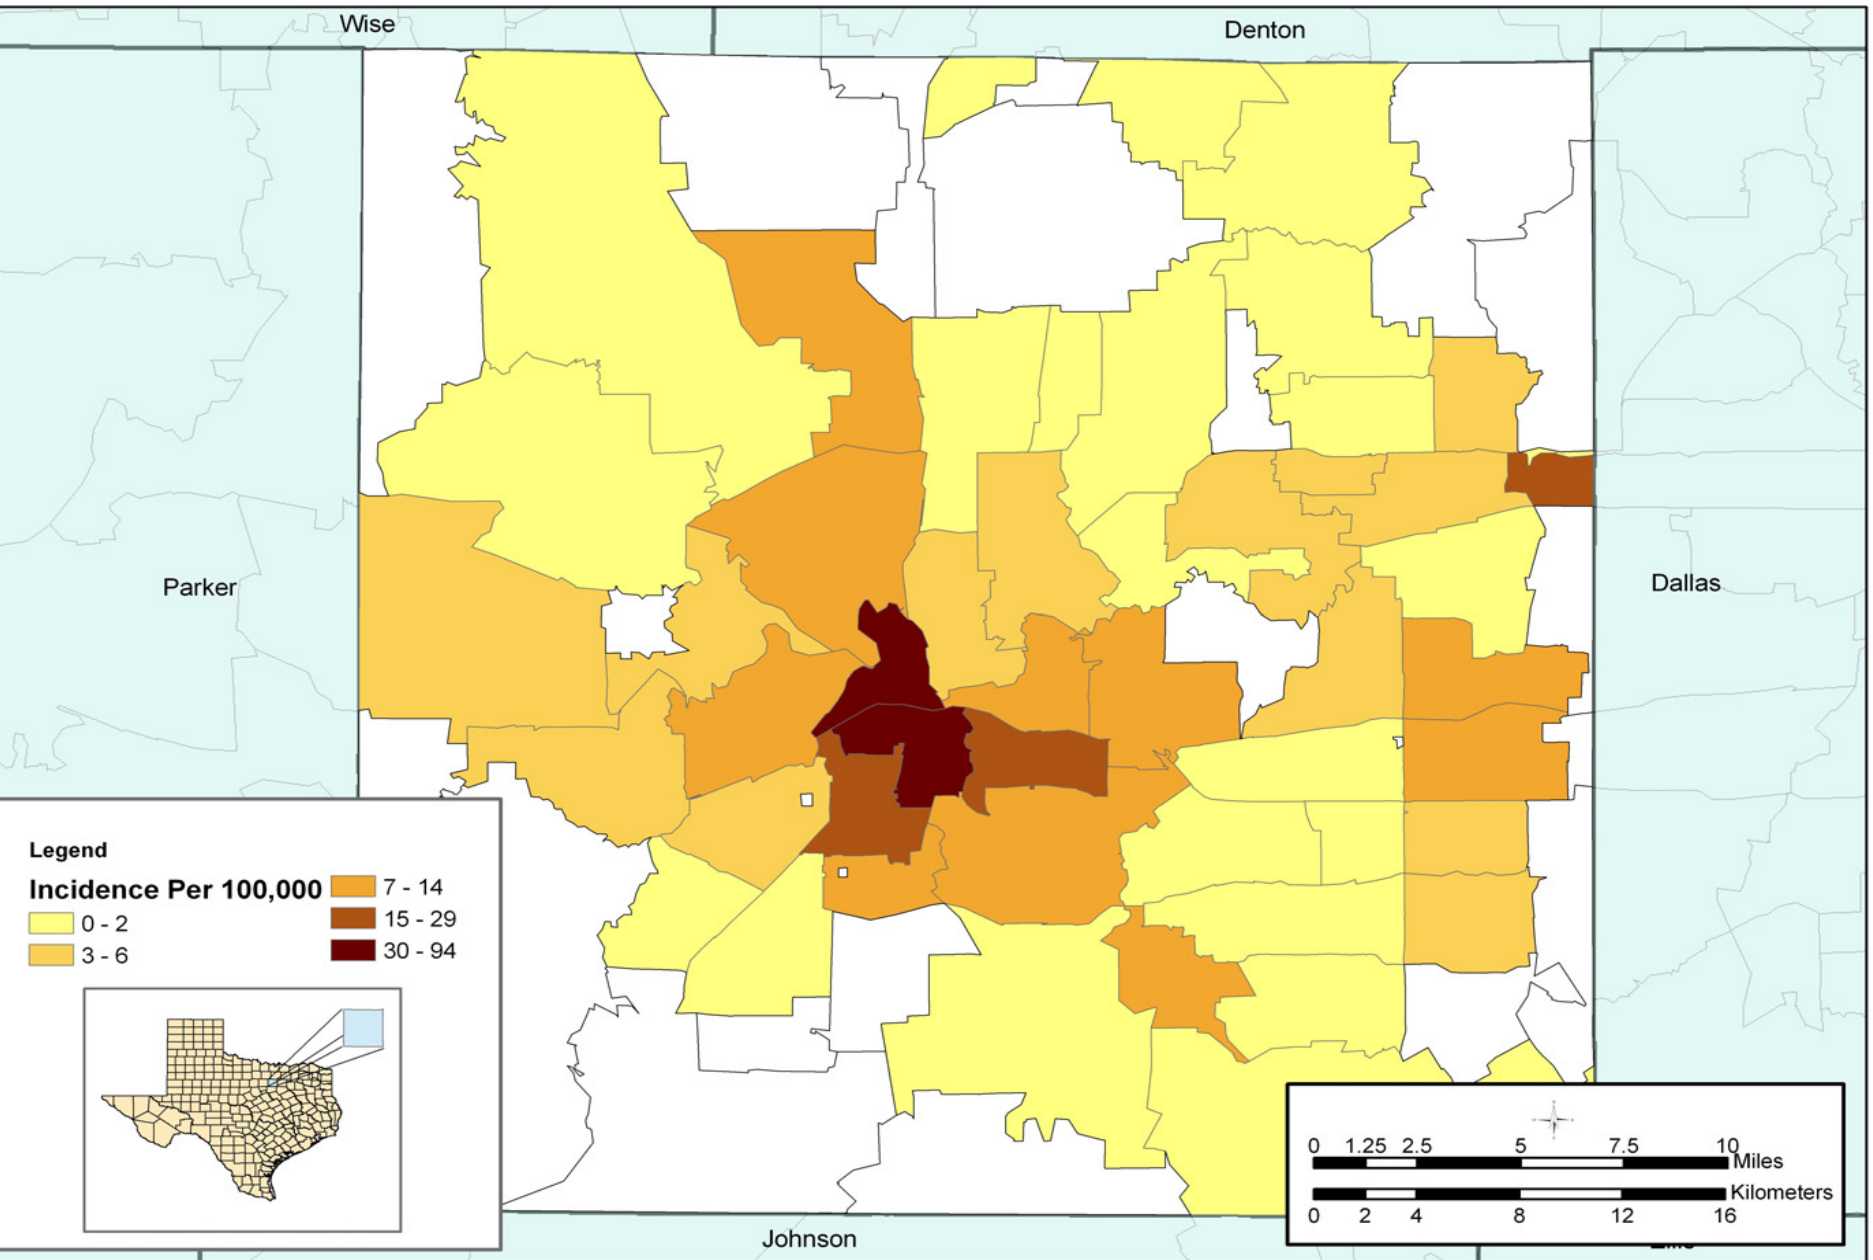 Wise
Denton
Parker
Dallas
Legend
Incidence Per 100,000
0 - 2
3 - 6
7 - 14
15 - 29
30 - 94
0 1.25 2.5 5 7.5 10
Miles
Kilometers
0 2 4 8 12 16
Johnson